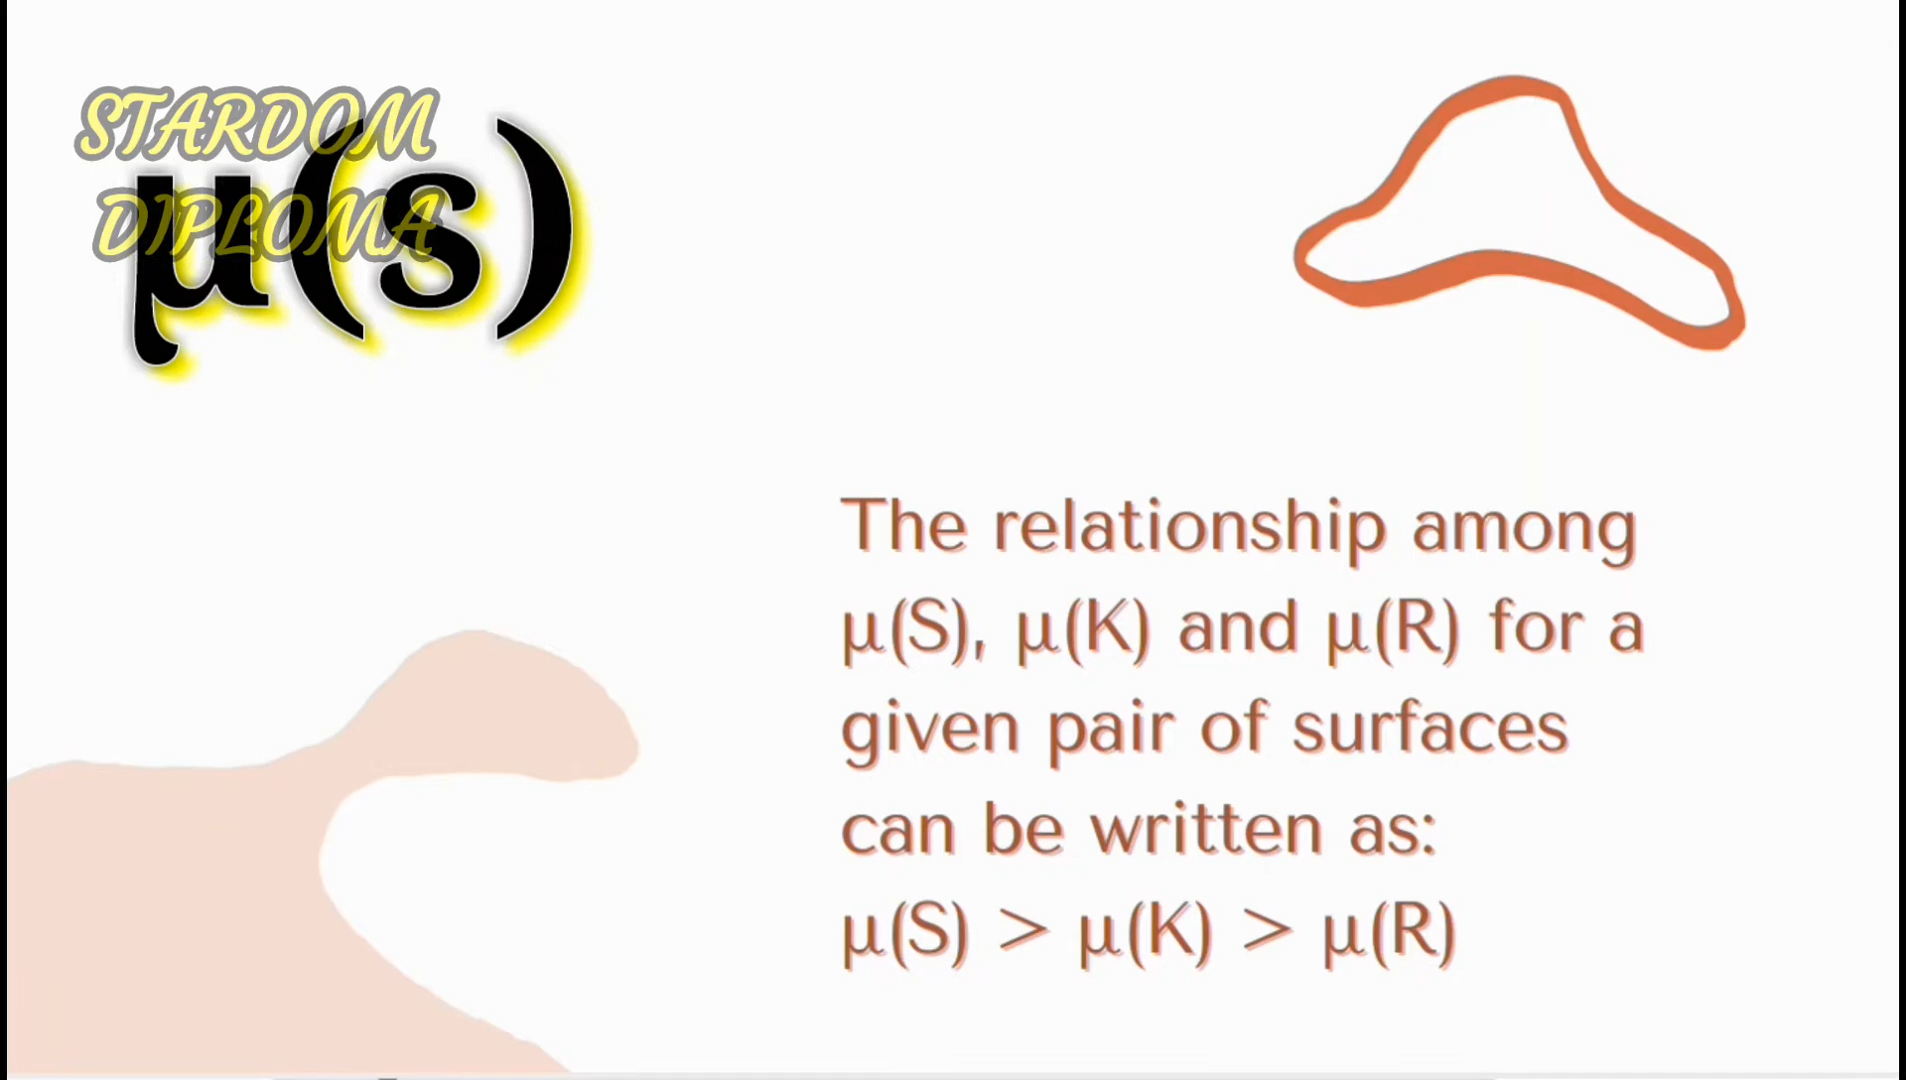 STARDOM
DIPLOMA
μ(s)
The relationship among
μ(S), μ(K) and μ(R) for a
given pair of surfaces
can be written as:
μ(S) > μ(K) > μ(R)